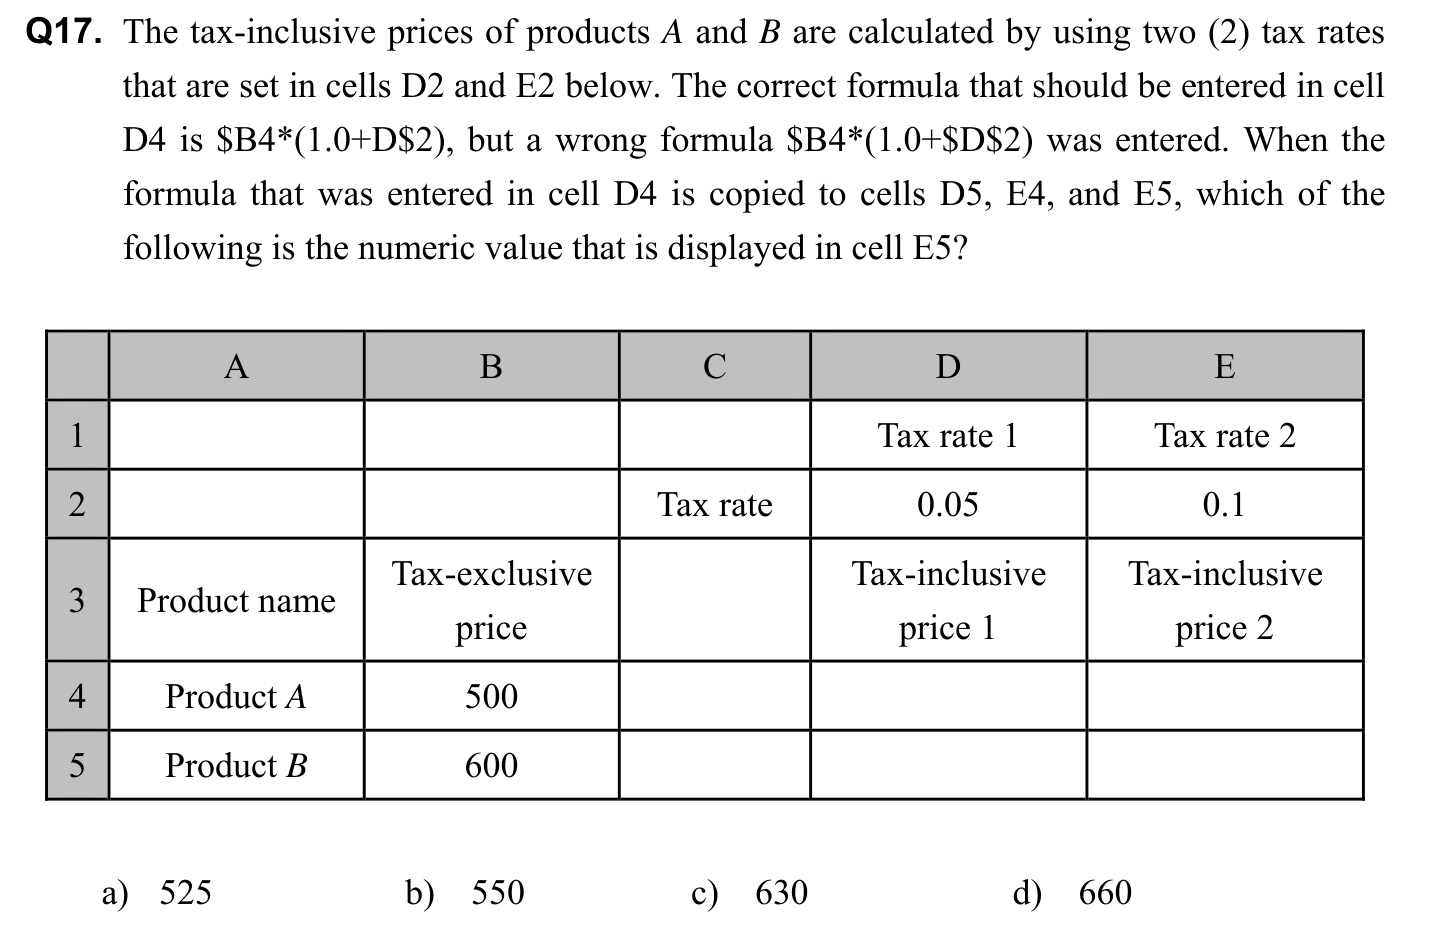 Q17. The tax-inclusive prices of products A and B are calculated by using two (2) tax rates
that are set in cells D2 and E2 below. The correct formula that should be entered in cell
D4 is $B4*(1.0+D$2), but a wrong formula $B4*(1.0+$D$2) was entered. When the
formula that was entered in cell D4 is copied to cells D5, E4, and E5, which of the
following is the numeric value that is displayed in cell E5?
A B C D E
1 Tax rate 1 Tax rate 2
2 Tax rate 0.05 0.1
3 Product name Tax-exclusive price Tax-inclusive price 1 Tax-inclusive price 2
4 Product A 500
5 Product B 600
a) 525 b) 550 c) 630 d) 660